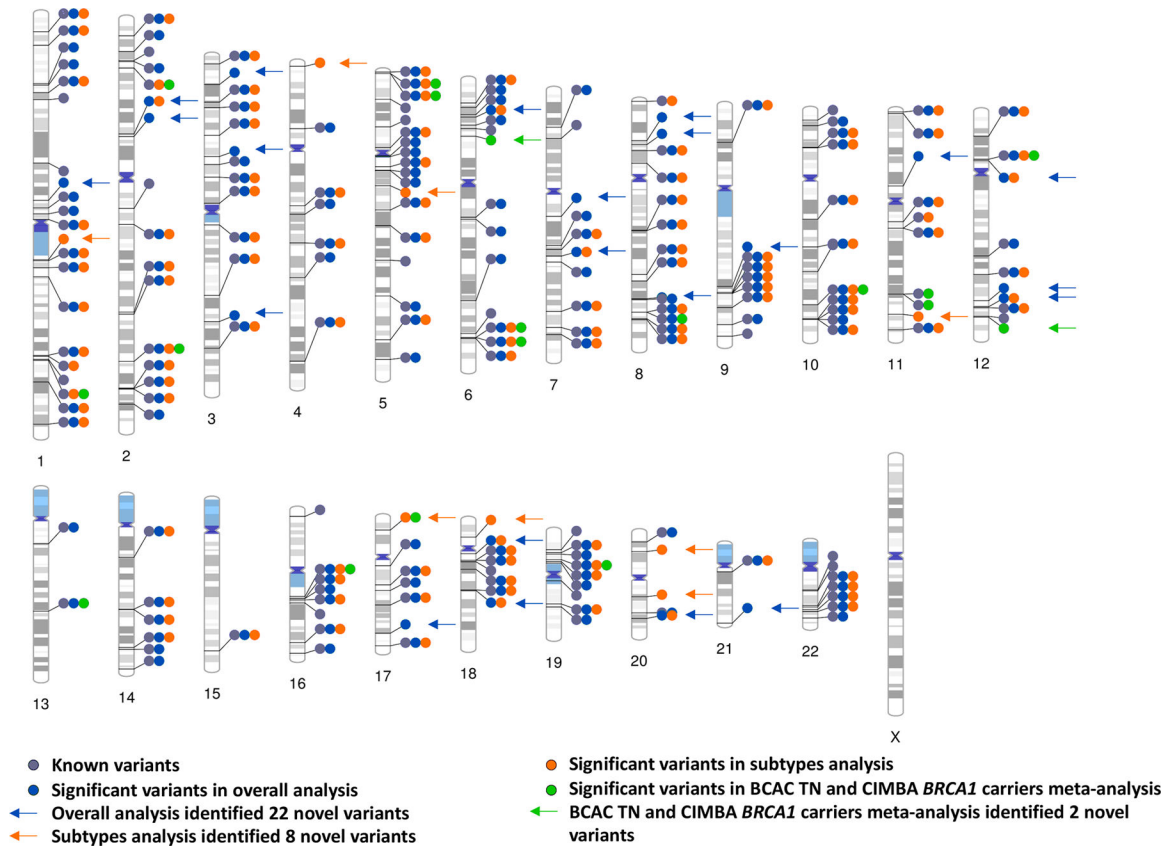 1
2
3
4
5
6
7
8
9
10
11
12
13
14
15
16
17
18
19
20
21
22
X
Known variants
Significant variants in overall analysis
Overall analysis identified 22 novel variants
Subtypes analysis identified 8 novel variants
Significant variants in subtypes analysis
Significant variants in BCAC TN and CIMBA BRCA1 carriers meta-analysis
BCAC TN and CIMBA BRCA1 carriers meta-analysis identified 2 novel
variants